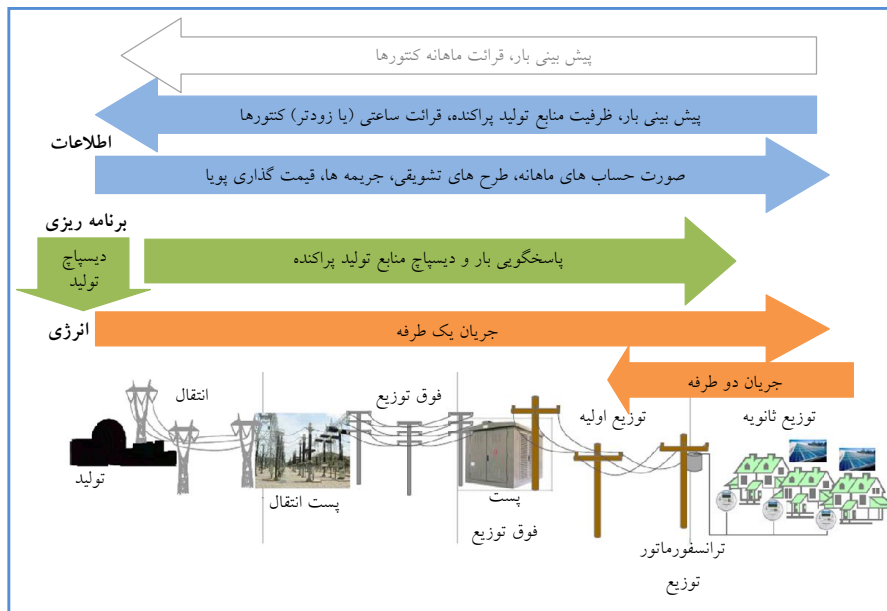 پیش بینی بار، قرائت ماهانه کنتورها
پیش بینی بار، ظرفیت منابع تولید پراکنده، قرائت ساعتی (یا زودتر) کنتورها
اطلاعات
صورت حساب های ماهانه، طرح های تشویقی، جریمه ها، قیمت گذاری پویا
برنامه ریزی
دیسپاچ
تولید
پاسخگویی بار و دیسپاچ منابع تولید پراکنده
انرژی
جریان یک طرفه
جریان دو طرفه
توزیع ثانویه
توزیع اولیه
فوق توزیع
انتقال
تولید
پست انتقال
پست
فوق توزیع
ترانسفورماتور
توزیع